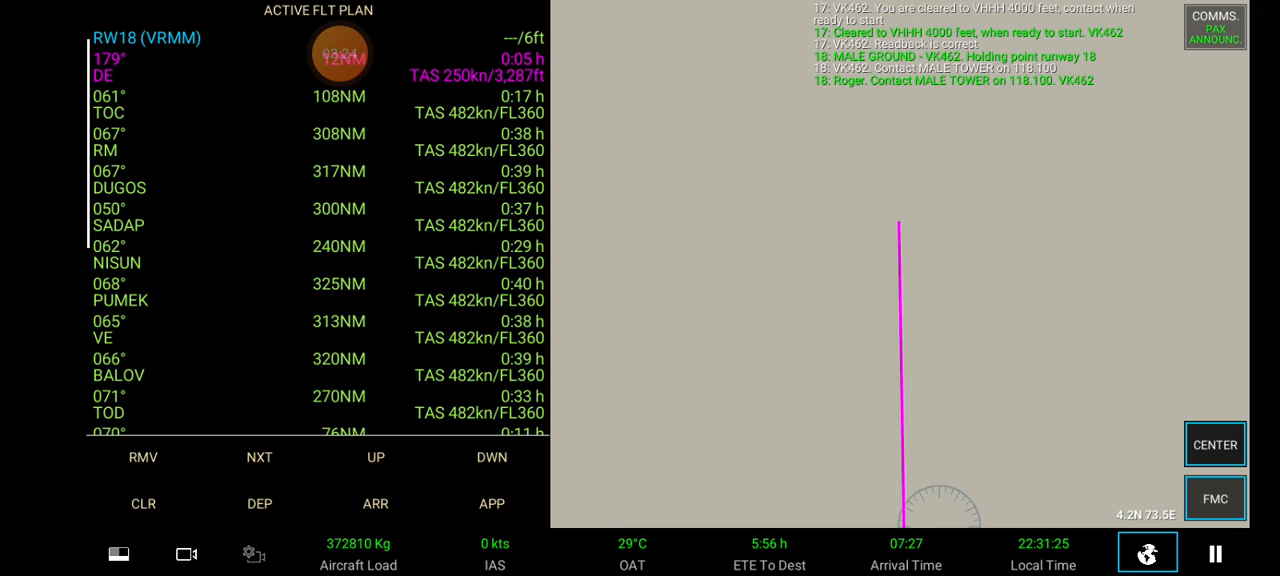 ACTIVE FLT PLAN
RW18 (VRMM) ---/6ft
179° 12NM 0:05 h
DE TAS 250kn/3,287ft
061° 108NM 0:17 h
TOC TAS 482kn/FL360
067° 308NM 0:38 h
RM TAS 482kn/FL360
067° 317NM 0:39 h
DUGOS TAS 482kn/FL360
050° 300NM 0:37 h
SADAP TAS 482kn/FL360
062° 240NM 0:29 h
NISUN TAS 482kn/FL360
068° 325NM 0:40 h
PUMEK TAS 482kn/FL360
065° 313NM 0:38 h
VE TAS 482kn/FL360
066° 320NM 0:39 h
BALOV TAS 482kn/FL360
071° 270NM 0:33 h
TOD TAS 482kn/FL360
070° 76NM 0:11 h
03:24
RMV NXT UP DWN
CLR DEP ARR APP
17: VK462. You are cleared to VHHH 4000 feet, contact when
ready to start
17: Cleared to VHHH 4000 feet, when ready to start. VK462
17: VK462. Readback is correct
18: MALE GROUND - VK462. Holding point runway 18
18: VK462. Contact MALE TOWER on 118.100
18: Roger. Contact MALE TOWER on 118.100. VK462
COMMS.
PAX
ANNOUNC.
CENTER
FMC
4.2N 73.5E
372810 Kg 0 kts 29°C 5:56 h 07:27 22:31:25
Aircraft Load IAS OAT ETE To Dest Arrival Time Local Time